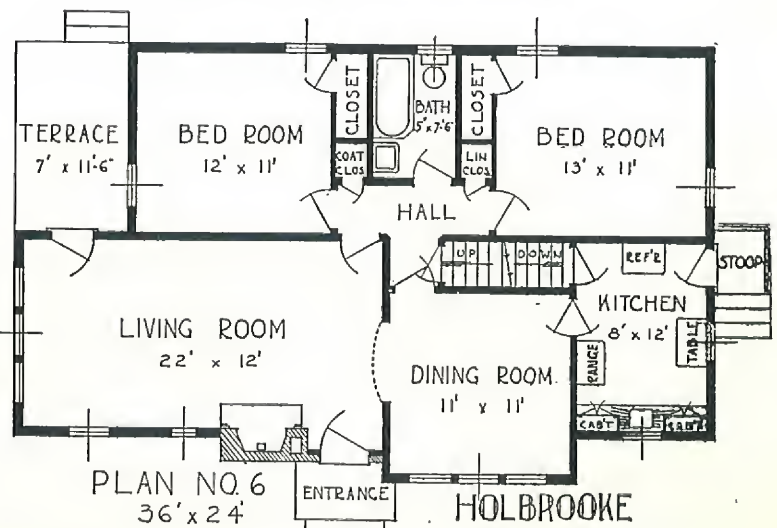 TERRACE
7' x 11'-6"
BED ROOM
12' x 11'
CLOSET
COAT
CLOS.
BATH
5' x 7'-6"
CLOSET
LIN
CLOS.
BED ROOM
13' x 11'
HALL
UP
DOWN
REF'R
STOOP
KITCHEN
8' x 12'
TABLE
RANGE
CAB'T
CAB'T
LIVING ROOM
22' x 12'
DINING ROOM
11' x 11'
ENTRANCE
PLAN NO. 6
36' x 24'
HOLBROOKE